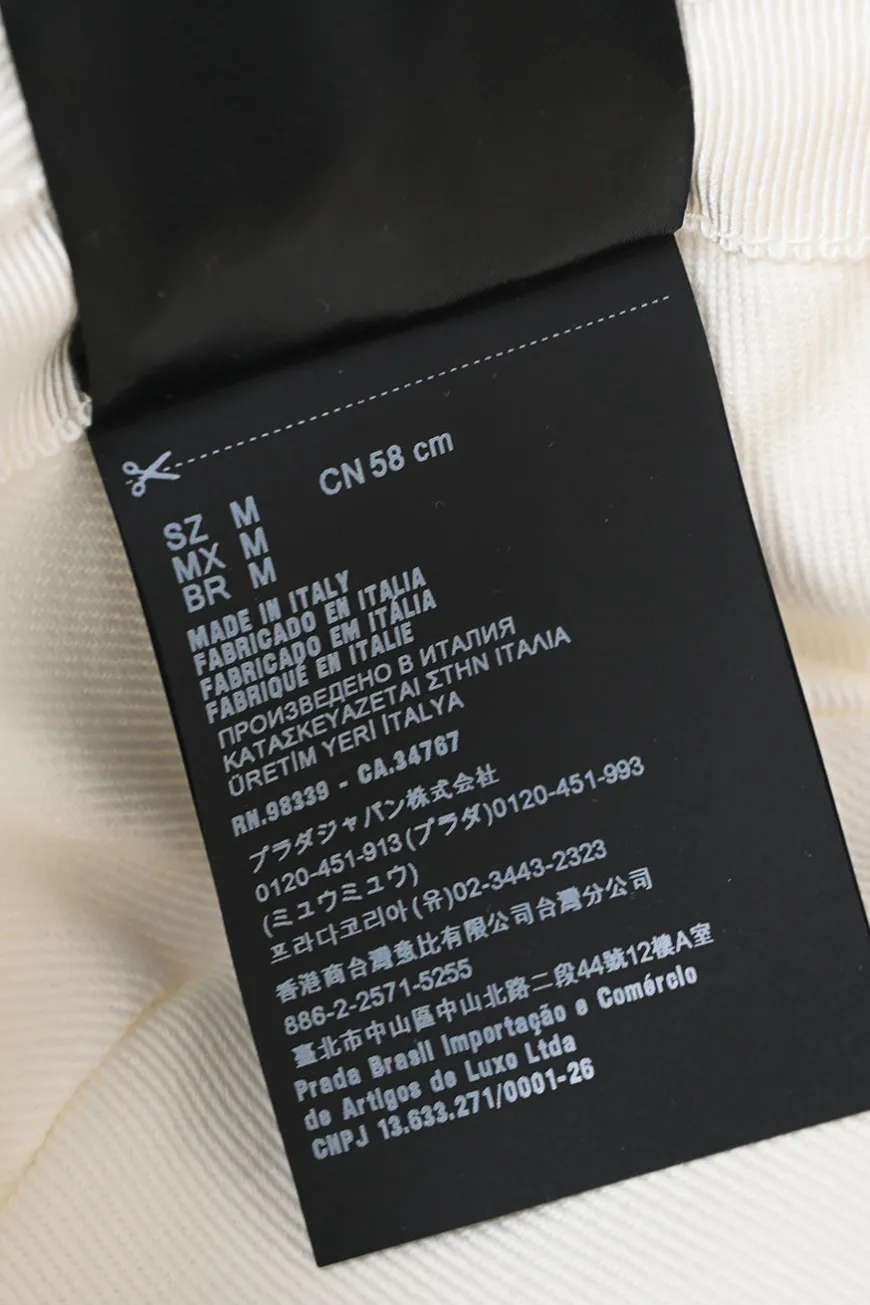 CN 58 cm
SZ M
MX M
BR M
MADE IN ITALY
FABRICADO EN ITALIA
FABRICADO EM ITÁLIA
FABRIQUÉ EN ITALIE
ПРОИЗВЕДЕНО В ИТАЛИЯ
ΚΑΤΑΣΚΕΥΑΖΕΤΑΙ ΣΤΗΝ ΙΤΑΛΙΑ
ÜRETİM YERİ İTALYA
RN.98339 - CA.34767
プラダジャパン株式会社
0120-451-913(プラダ)0120-451-993
(ミュウミュウ)
프라다코리아(유)02-3443-2323
香港商台灣蒼比有限公司台灣分公司
886-2-2571-5255
臺北市中山區中山北路二段44號12樓A室
Prada Brasil Importação e Comércio
de Artigos de Luxo Ltda
CNPJ 13.633.271/0001-26